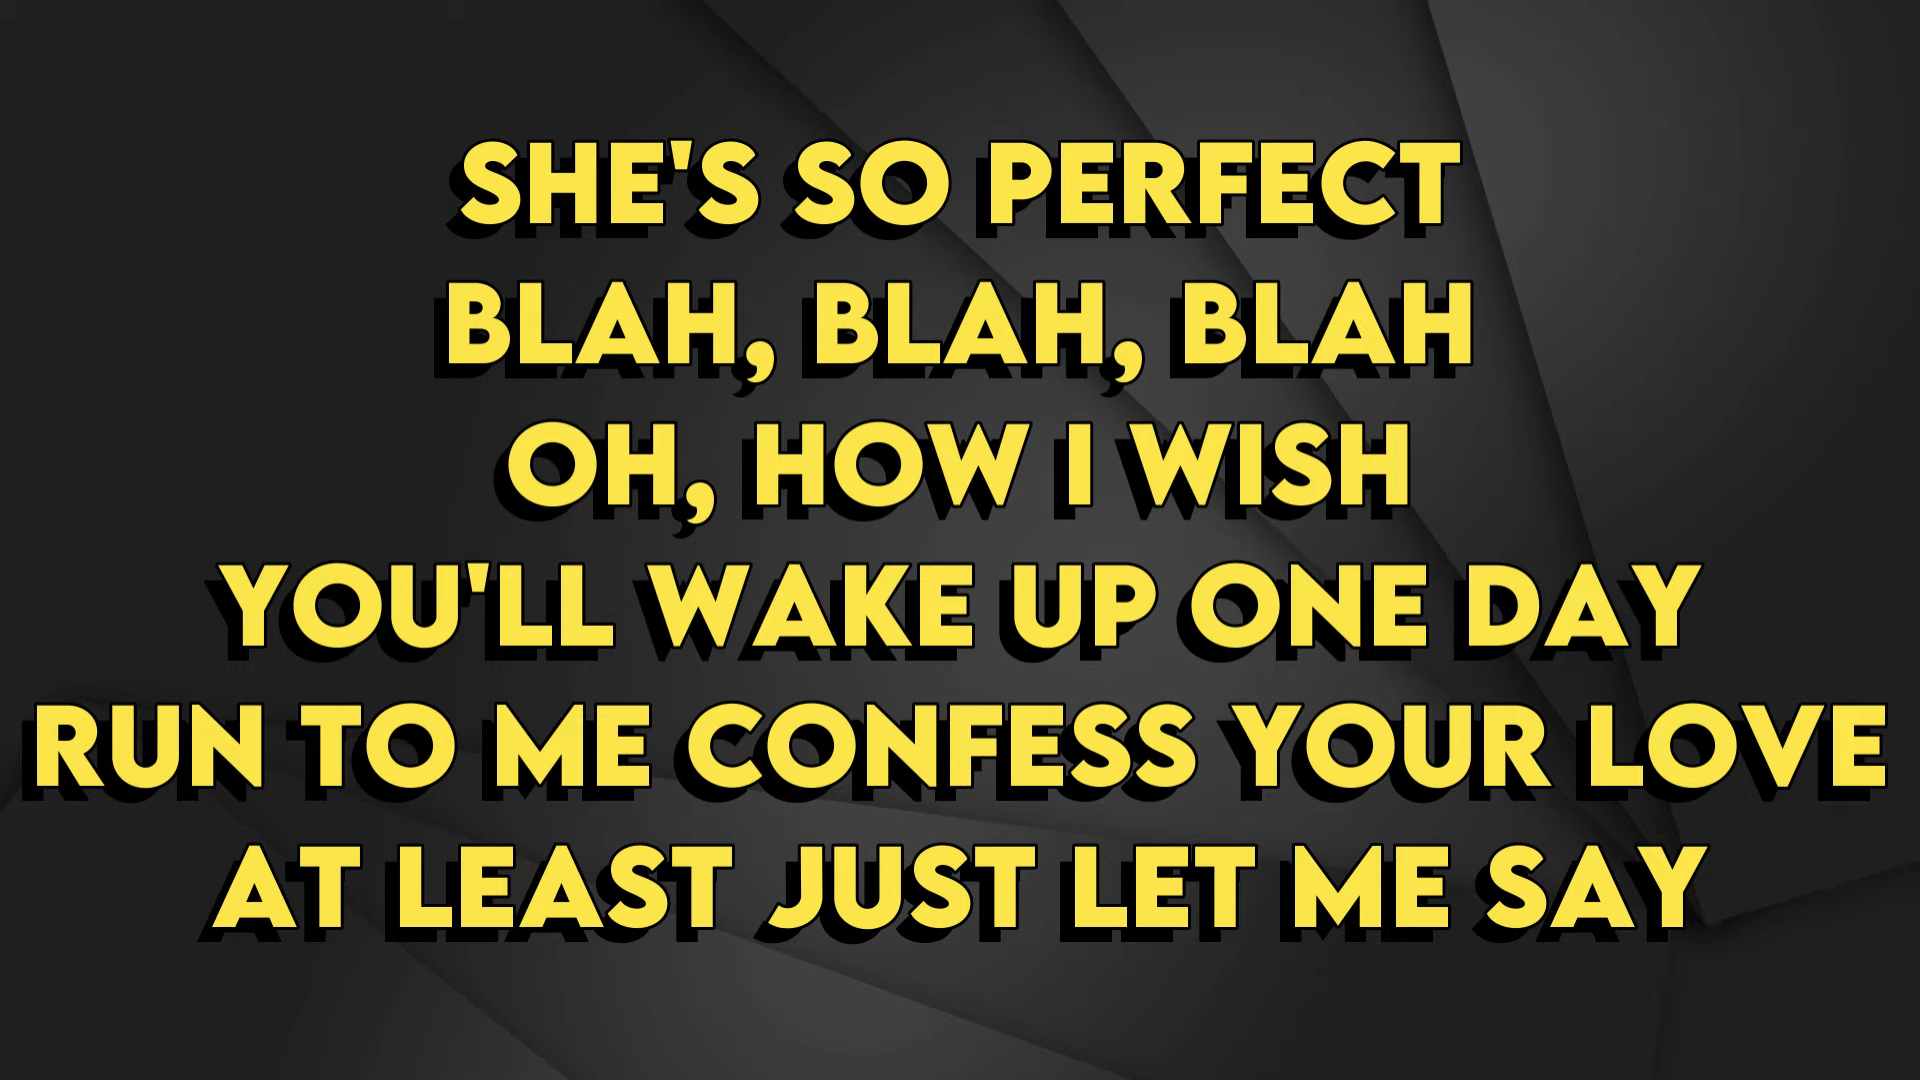 SHE'S SO PERFECT
BLAH, BLAH, BLAH
OH, HOW I WISH
YOU'LL WAKE UP ONE DAY
RUN TO ME CONFESS YOUR LOVE
AT LEAST JUST LET ME SAY